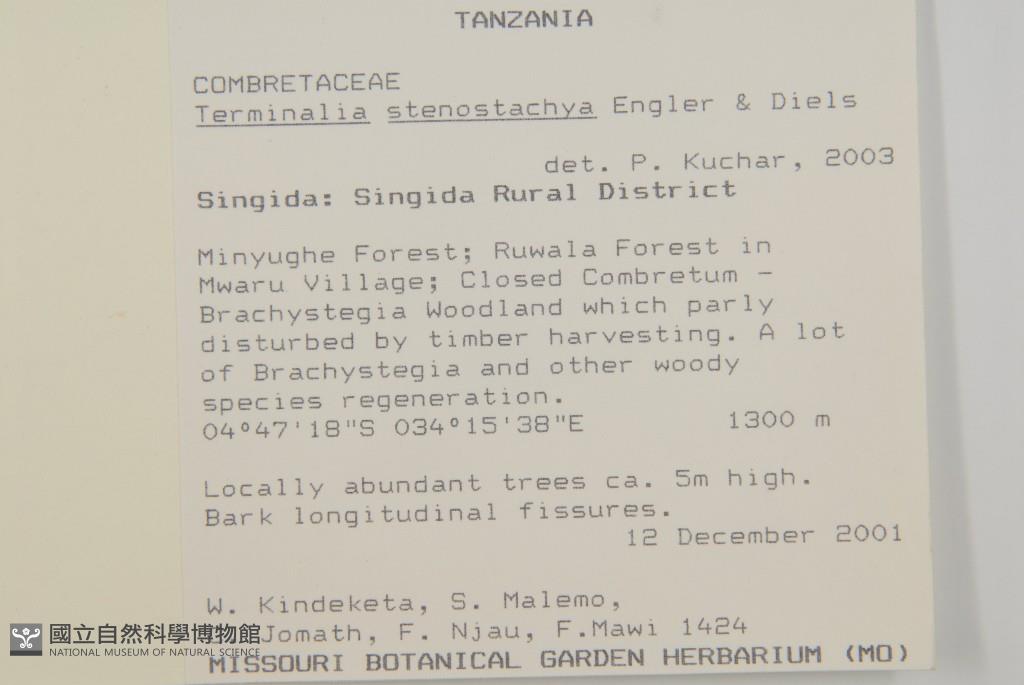 TANZANIA
COMBRETACEAE
Terminalia stenostachya Engler & Diels
det. P. Kuchar, 2003
Singida: Singida Rural District
Minyughe Forest; Ruwala Forest in
Mwaru Village; Closed Combretum -
Brachystegia Woodland which parly
disturbed by timber harvesting. A lot
of Brachystegia and other woody
species regeneration.
04°47'18"S 034°15'38"E 1300 m
Locally abundant trees ca. 5m high.
Bark longitudinal fissures.
12 December 2001
W. Kindeketa, S. Malemo,
Jomath, F. Njau, F.Mawi 1424
MISSOURI BOTANICAL GARDEN HERBARIUM (MO)
國立自然科學博物館
NATIONAL MUSEUM OF NATURAL SCIENCE